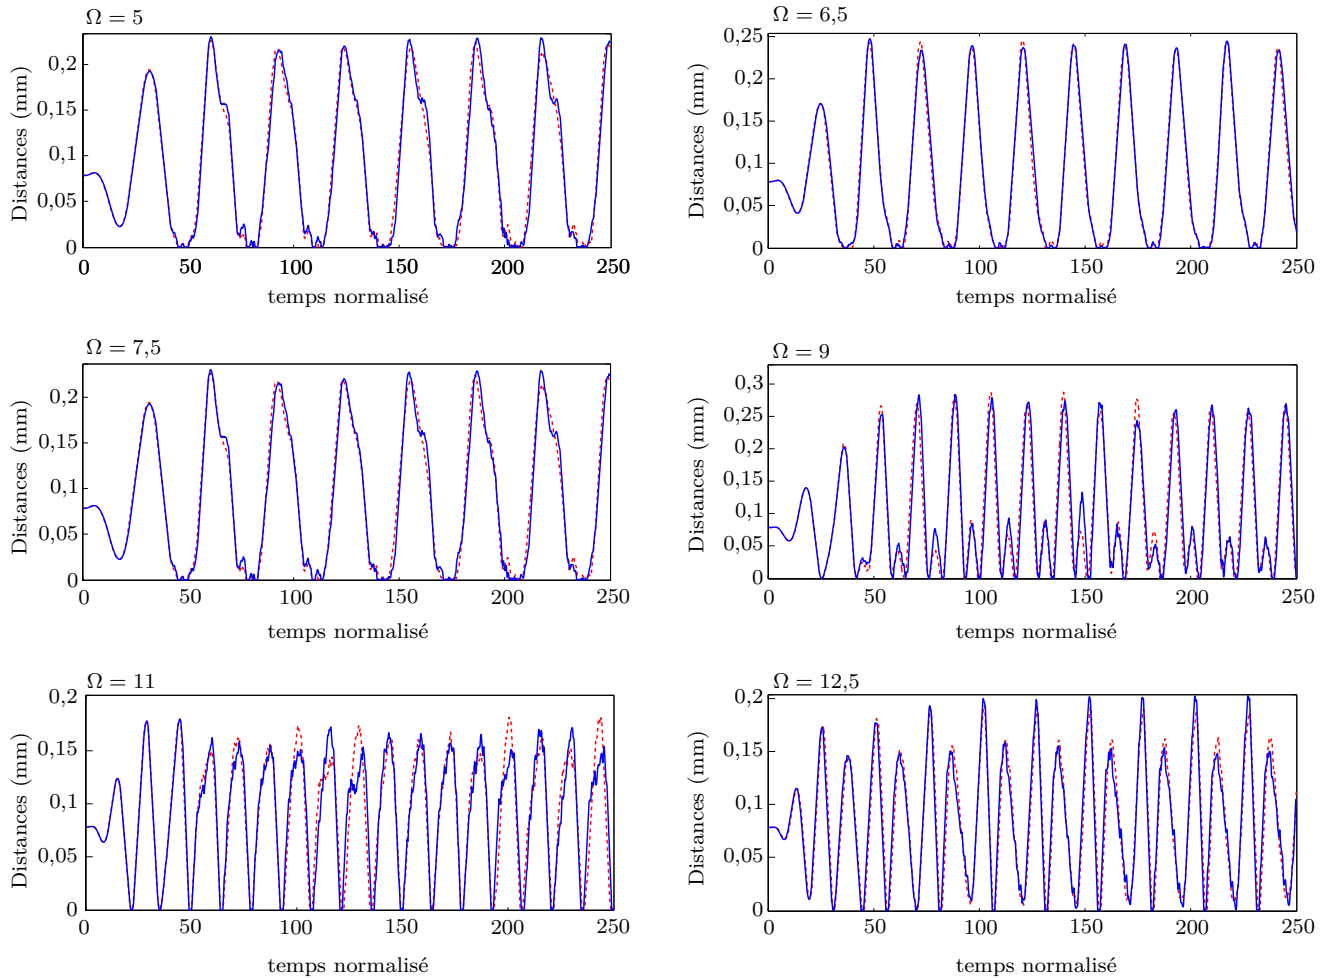 Ω = 5
Distances (mm)
0,2
0,15
0,1
0,05
0
0 50 100 150 200 250
temps normalisé
Ω = 6,5
Distances (mm)
0,25
0,2
0,15
0,1
0,05
0
0 50 100 150 200 250
temps normalisé
Ω = 7,5
Distances (mm)
0,2
0,15
0,1
0,05
0
0 50 100 150 200 250
temps normalisé
Ω = 9
Distances (mm)
0,3
0,25
0,2
0,15
0,1
0,05
0
0 50 100 150 200 250
temps normalisé
Ω = 11
Distances (mm)
0,2
0,15
0,1
0,05
0
0 50 100 150 200 250
temps normalisé
Ω = 12,5
Distances (mm)
0,2
0,15
0,1
0,05
0
0 50 100 150 200 250
temps normalisé